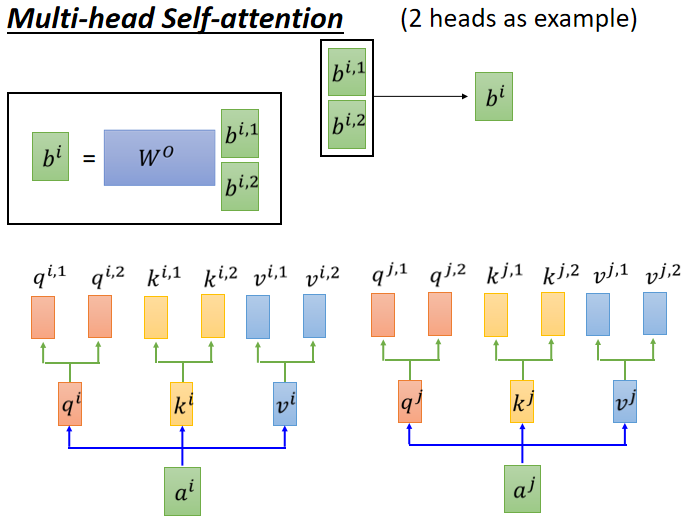 Multi-head Self-attention (2 heads as example)
b^{i,1}
b^{i,2}
b^i
b^i = W^O b^{i,1}
b^{i,2}
q^{i,1} q^{i,2} k^{i,1} k^{i,2} v^{i,1} v^{i,2} q^{j,1} q^{j,2} k^{j,1} k^{j,2} v^{j,1} v^{j,2}
q^i k^i v^i q^j k^j v^j
a^i a^j